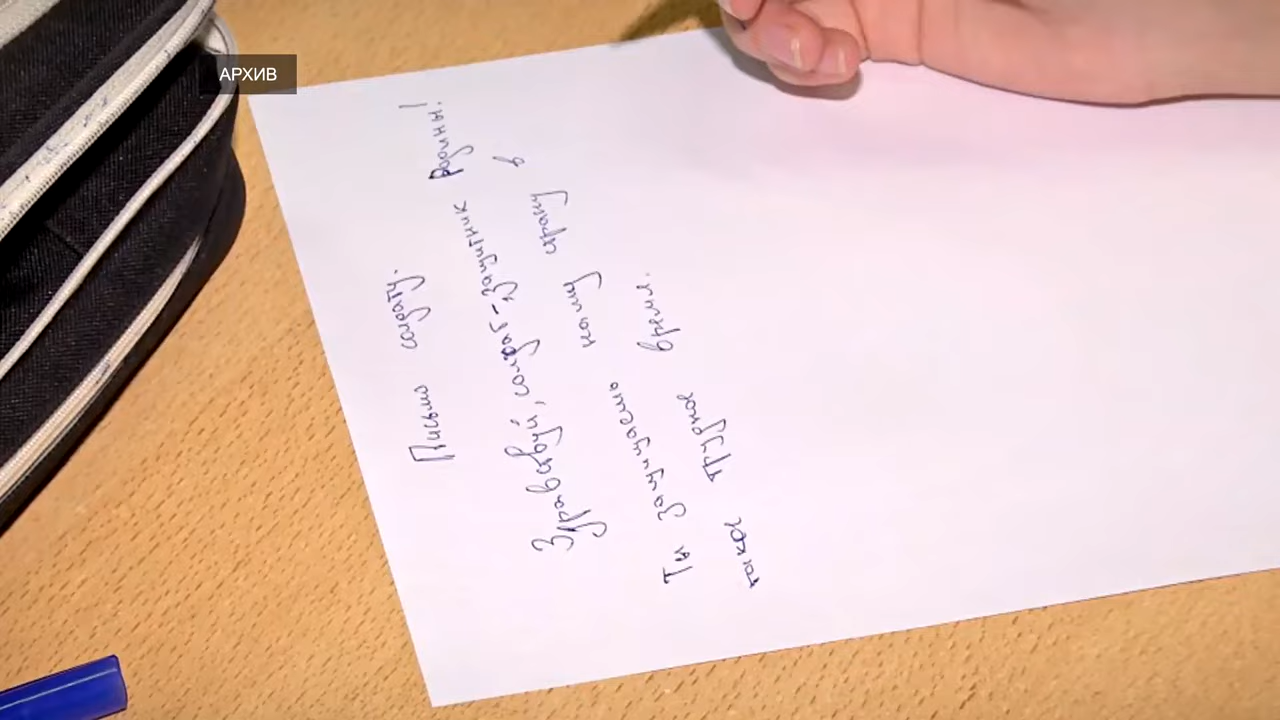 АРХИВ
Письмо солдату.
Здравствуй, солдат-защитник Родины!
Ты защищаешь нашу страну в
такое трудное время.